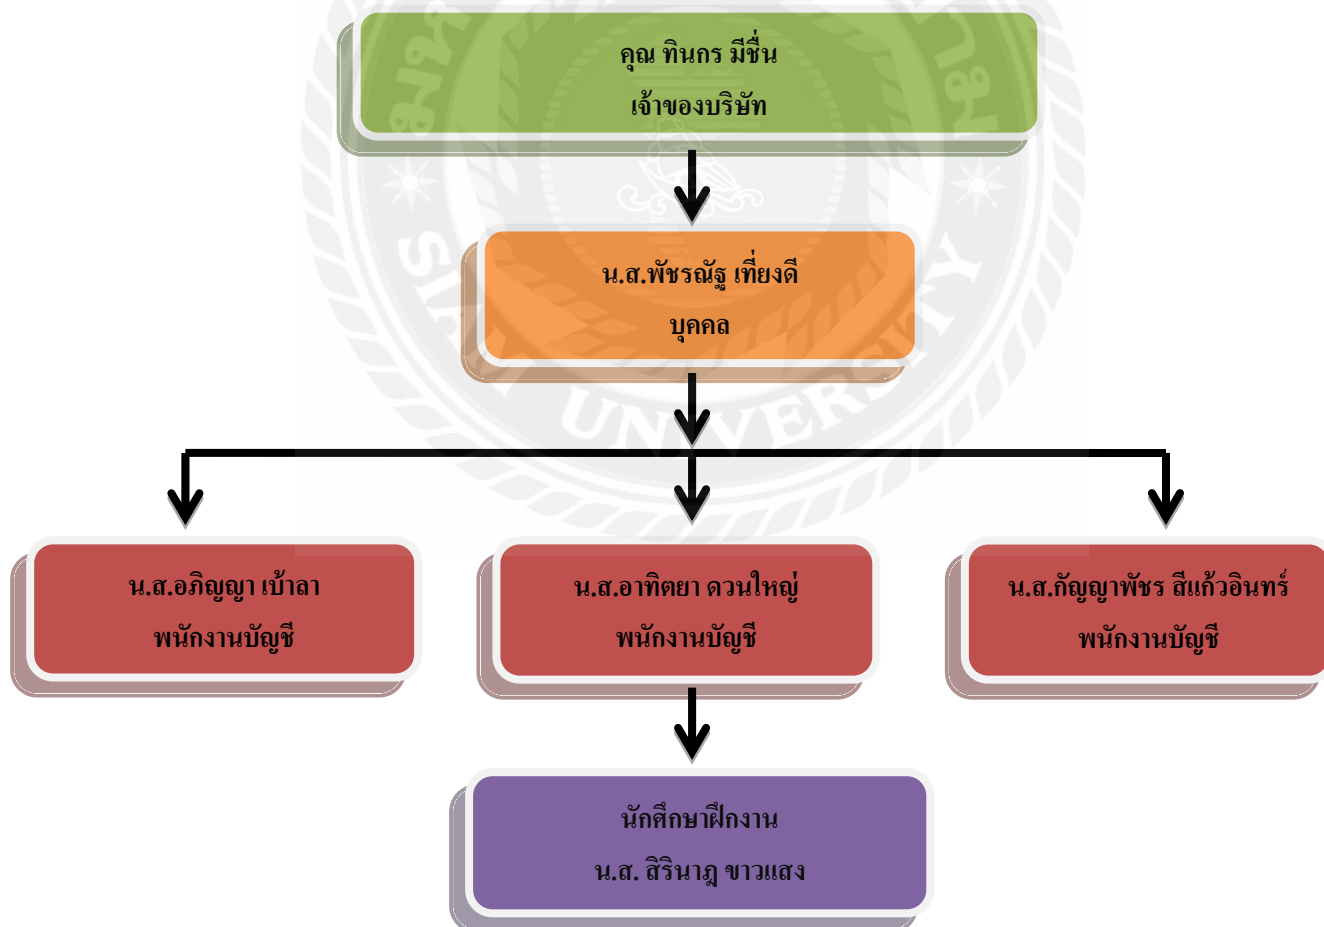 คุณ ทินกร มีชื่น
เจ้าของบริษัท
น.ส.พัชรณัฐ เที่ยงดี
บุคคล
SIAM UNIVERSITY
น.ส.อภิญญา เบ้าลา
พนักงานบัญชี
น.ส.อาทิตยา ดวนใหญ่
พนักงานบัญชี
น.ส.กัญญาพัชร สีแก้วอินทร์
พนักงานบัญชี
นักศึกษาฝึกงาน
น.ส. สิรินาฎ ขาวแสง